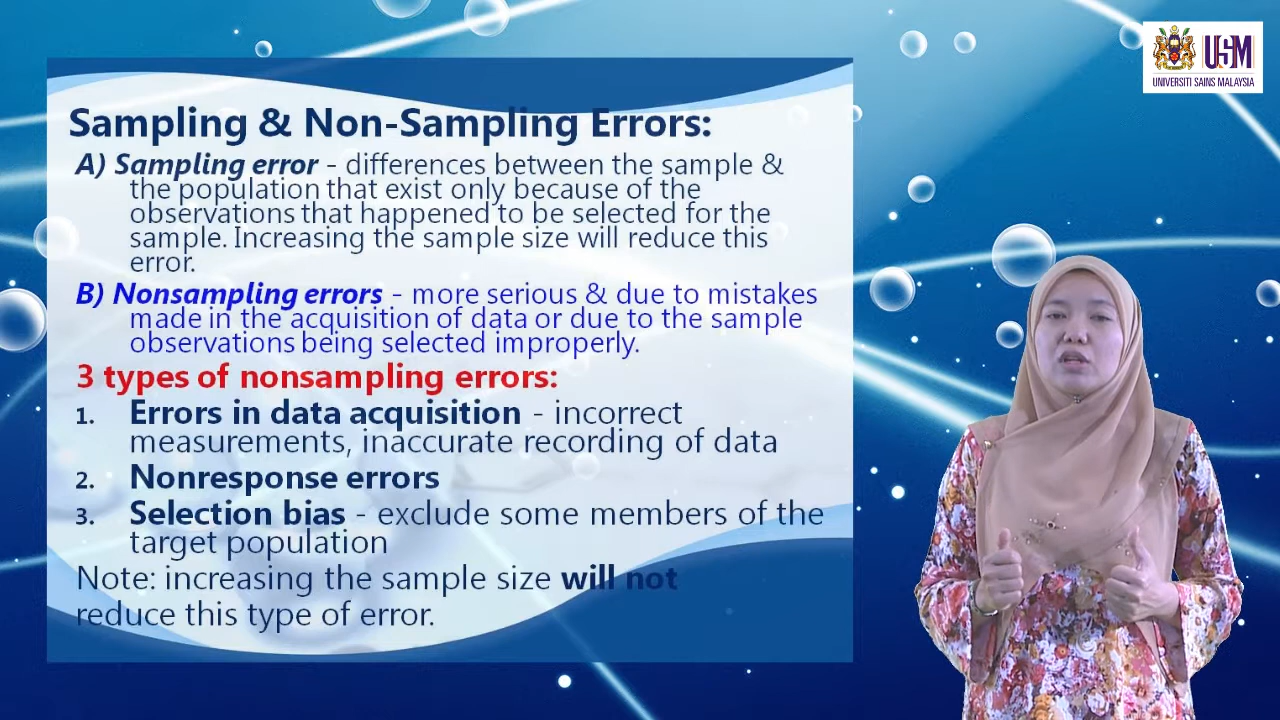 USM
UNIVERSITI SAINS MALAYSIA
Sampling & Non-Sampling Errors:
A) Sampling error - differences between the sample &
the population that exist only because of the
observations that happened to be selected for the
sample. Increasing the sample size will reduce this
error.
B) Nonsampling errors - more serious & due to mistakes
made in the acquisition of data or due to the sample
observations being selected improperly.
3 types of nonsampling errors:
1. Errors in data acquisition - incorrect
measurements, inaccurate recording of data
2. Nonresponse errors
3. Selection bias - exclude some members of the
target population
Note: increasing the sample size will not
reduce this type of error.